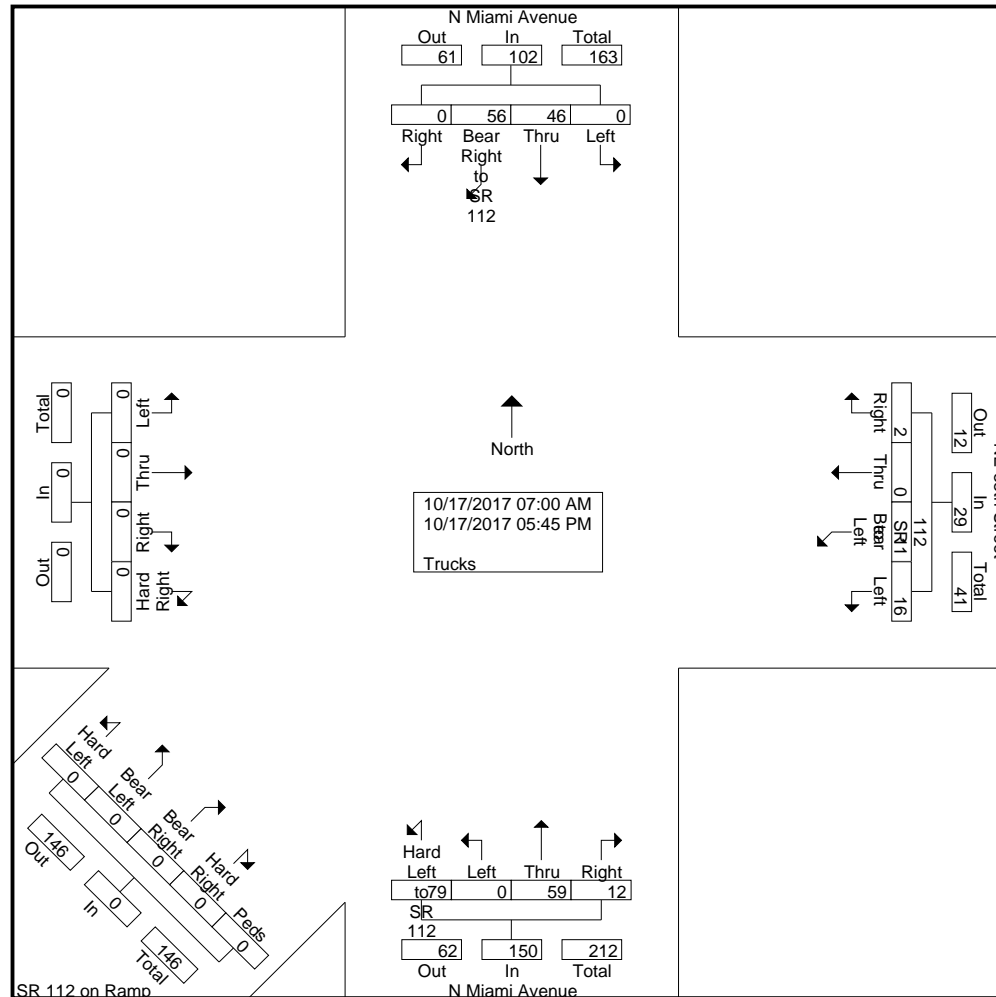 N Miami Avenue
Out In Total
61 102 163
0 56 46 0
Right Bear Right to SR 112 Thru Left
Total 0
In 0
Out 0
0 Left
0 Thru
0 Right
0 Hard Right
North
10/17/2017 07:00 AM
10/17/2017 05:45 PM
Trucks
Right 2
Thru 0
Bear Left to SR 112 11
Left 16
Out 12
In 29
Total 41
Hard Left 0
Bear Left 0
Bear Right 0
Hard Right 0
Peds 0
146 Out
0 In
146 Total
SR 112 on Ramp
Hard Left to SR 112 Left Thru Right
79 0 59 12
62 150 212
Out In Total
N Miami Avenue